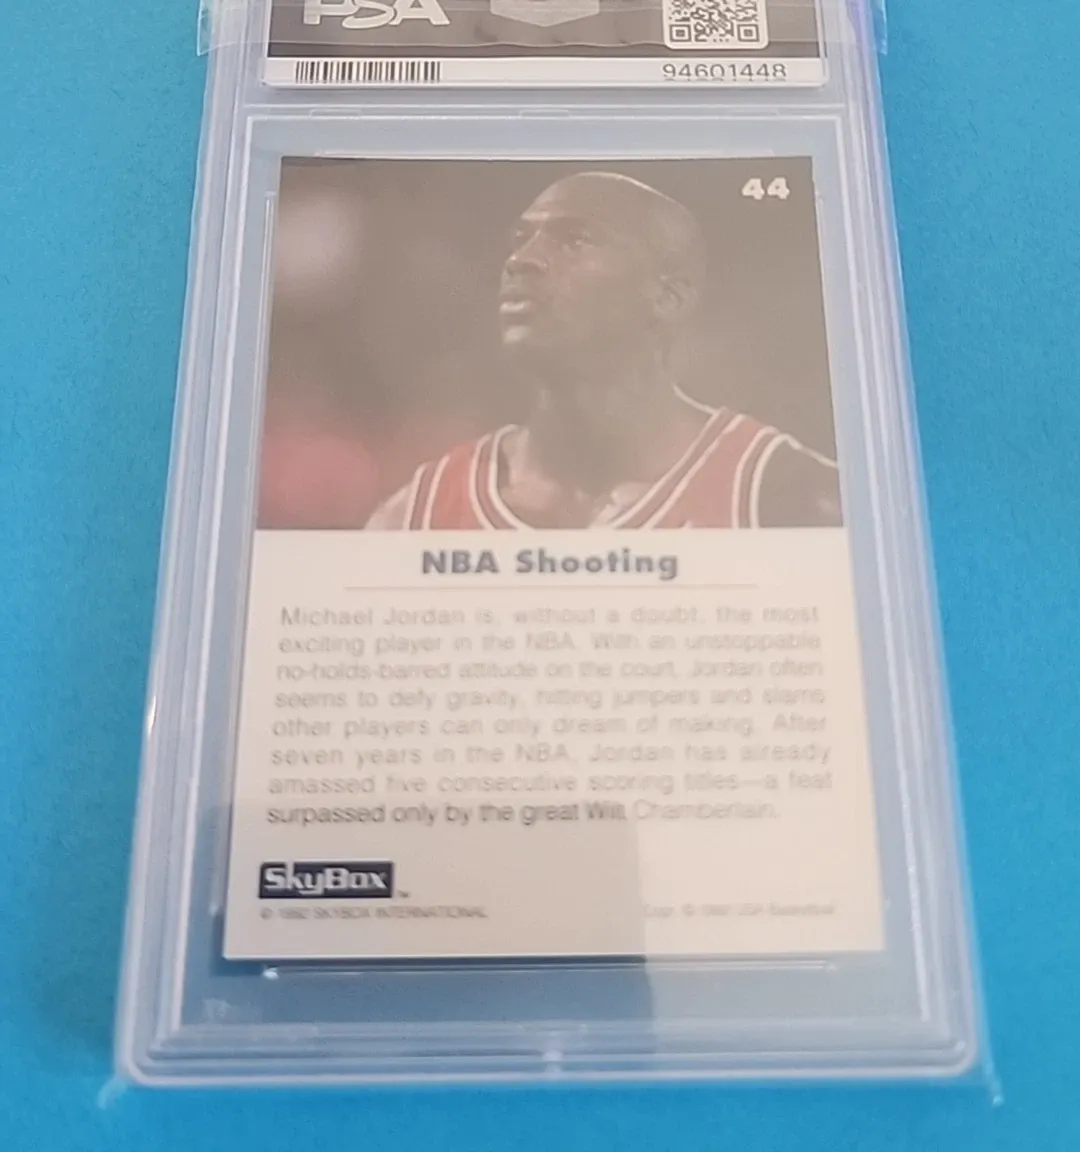 PSA
94601448
44
NBA Shooting
Michael Jordan is, without a doubt, the most
exciting player in the NBA. With an unstoppable
no-holds-barred attitude on the court, Jordan often
seems to defy gravity, hitting jumpers and slams
other players can only dream of making. After
seven years in the NBA, Jordan has already
amassed five consecutive scoring titles—a feat
surpassed only by the great Wilt Chamberlain.
SkyBox™
© 1992 SKYBOX INTERNATIONAL
© 1992 USA Basketball